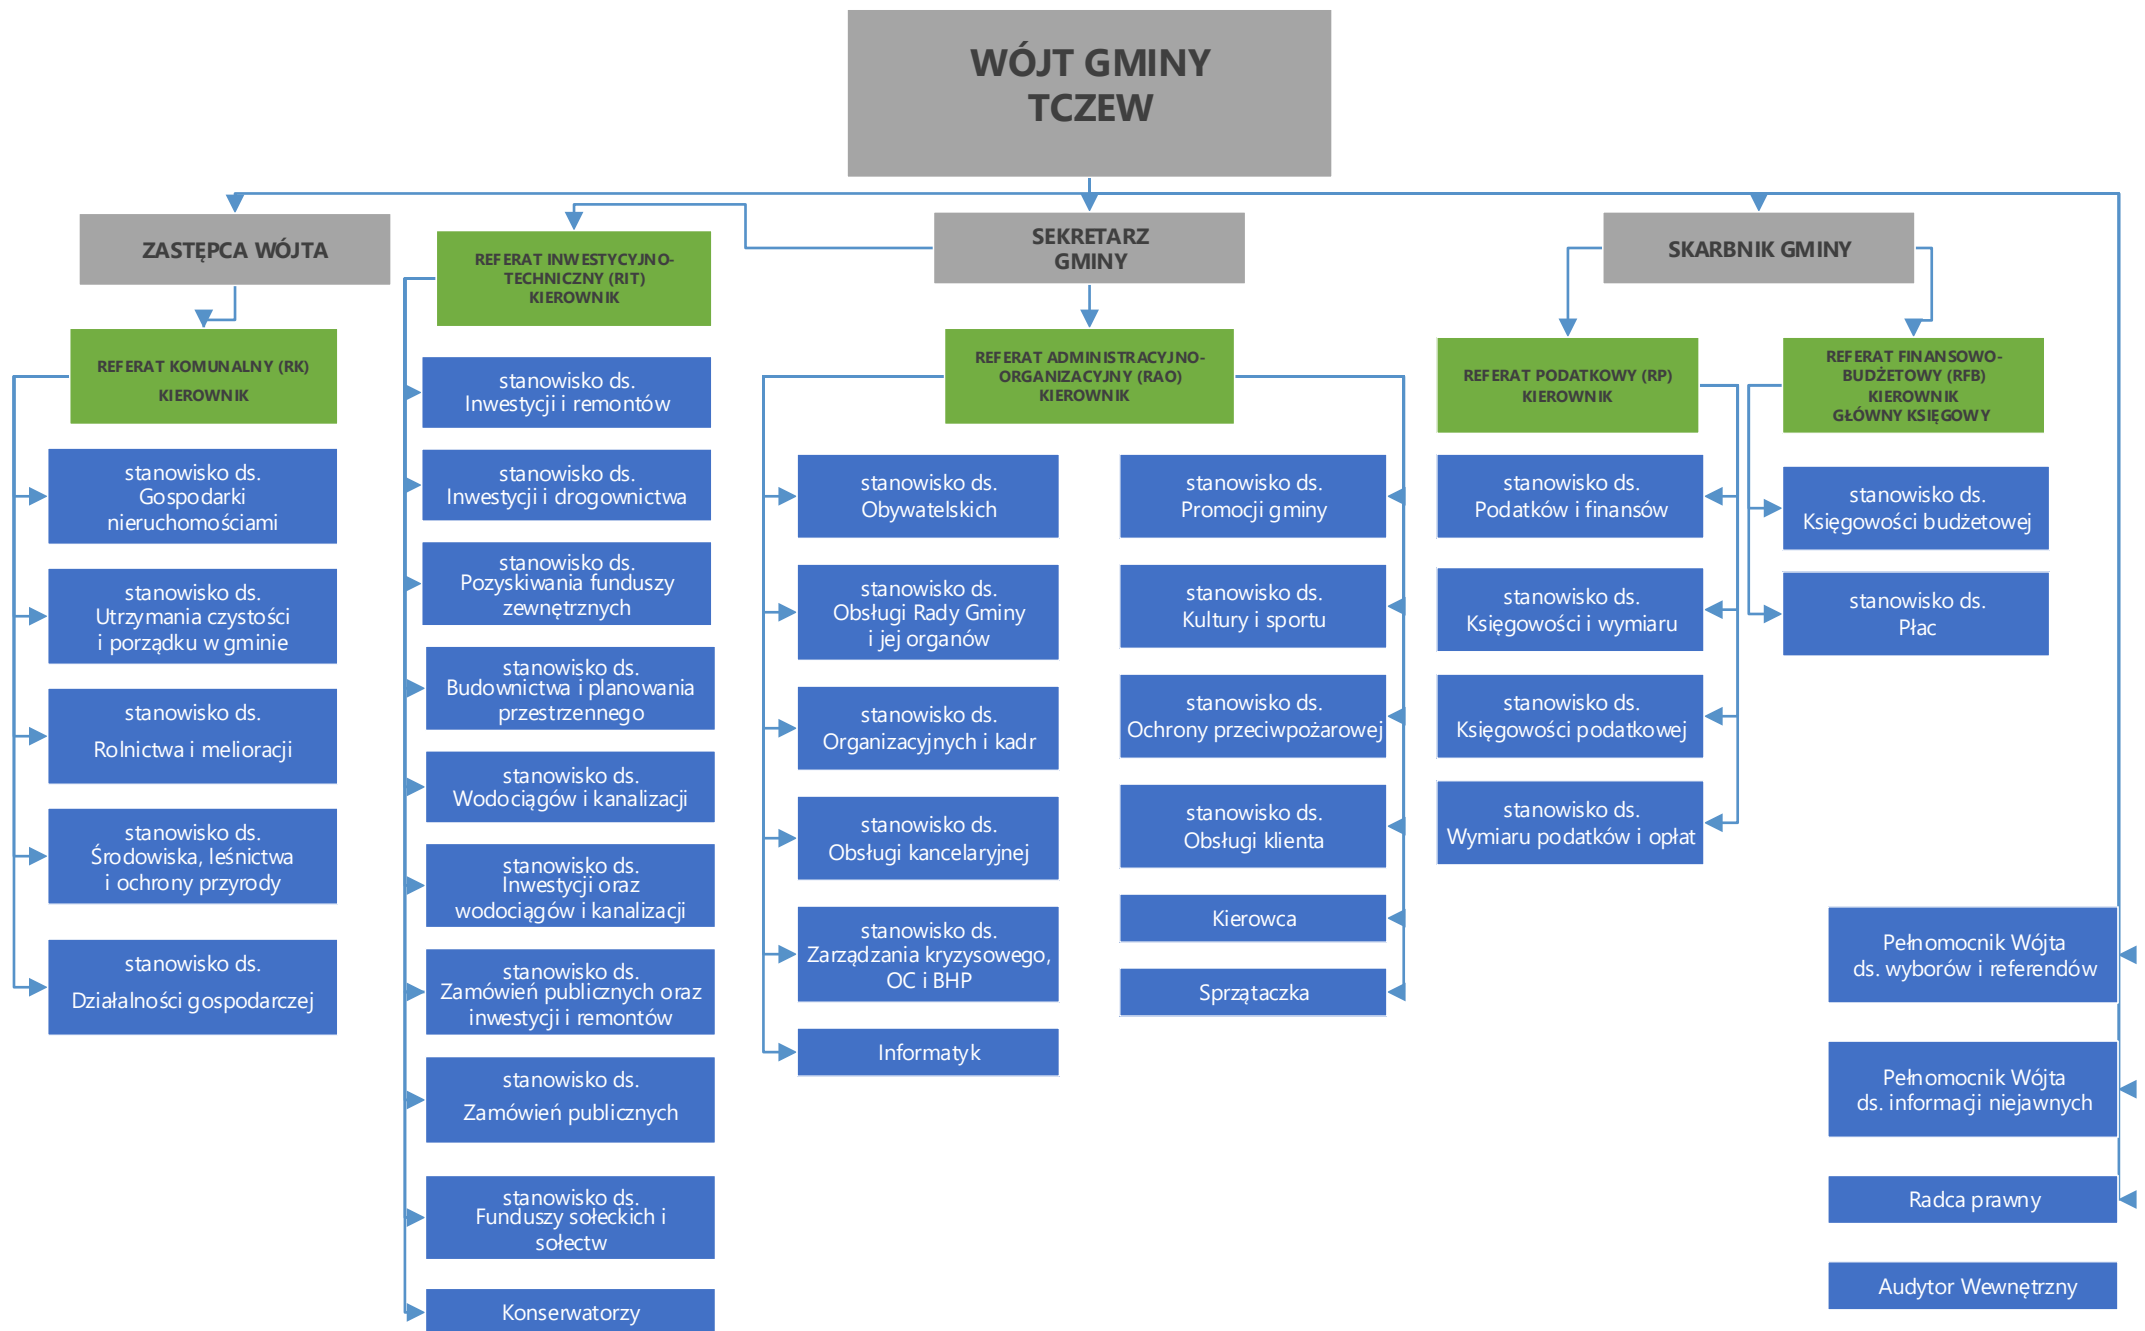 WÓJT GMINY
TCZEW
ZASTĘPCA WÓJTA
REFERAT KOMUNALNY (RK)
KIEROWNIK
stanowisko ds.
Gospodarki
nieruchomościami
stanowisko ds.
Utrzymania czystości
i porządku w gminie
stanowisko ds.
Rolnictwa i melioracji
stanowisko ds.
Środowiska, leśnictwa
i ochrony przyrody
stanowisko ds.
Działalności gospodarczej
REFERAT INWESTYCYJNO-
TECHNICZNY (RIT)
KIEROWNIK
stanowisko ds.
Inwestycji i remontów
stanowisko ds.
Inwestycji i drogownictwa
stanowisko ds.
Pozyskiwania funduszy
zewnętrznych
stanowisko ds.
Budownictwa i planowania
przestrzennego
stanowisko ds.
Wodociągów i kanalizacji
stanowisko ds.
Inwestycji oraz
wodociągów i kanalizacji
stanowisko ds.
Zamówień publicznych oraz
inwestycji i remontów
stanowisko ds.
Zamówień publicznych
stanowisko ds.
Funduszy sołeckich i
sołectw
Konserwatorzy
SEKRETARZ
GMINY
REFERAT ADMINISTRACYJNO-
ORGANIZACYJNY (RAO)
KIEROWNIK
stanowisko ds.
Obywatelskich
stanowisko ds.
Obsługi Rady Gminy
i jej organów
stanowisko ds.
Organizacyjnych i kadr
stanowisko ds.
Obsługi kancelaryjnej
stanowisko ds.
Zarządzania kryzysowego,
OC i BHP
Informatyk
stanowisko ds.
Promocji gminy
stanowisko ds.
Kultury i sportu
stanowisko ds.
Ochrony przeciwpożarowej
stanowisko ds.
Obsługi klienta
Kierowca
Sprzątaczka
SKARBNIK GMINY
REFERAT PODATKOWY (RP)
KIEROWNIK
stanowisko ds.
Podatków i finansów
stanowisko ds.
Księgowości i wymiaru
stanowisko ds.
Księgowości podatkowej
stanowisko ds.
Wymiaru podatków i opłat
REFERAT FINANSOWO-
BUDŻETOWY (RFB)
KIEROWNIK
GŁÓWNY KSIĘGOWY
stanowisko ds.
Księgowości budżetowej
stanowisko ds.
Płac
Pełnomocnik Wójta
ds. wyborów i referendów
Pełnomocnik Wójta
ds. informacji niejawnych
Radca prawny
Audytor Wewnętrzny